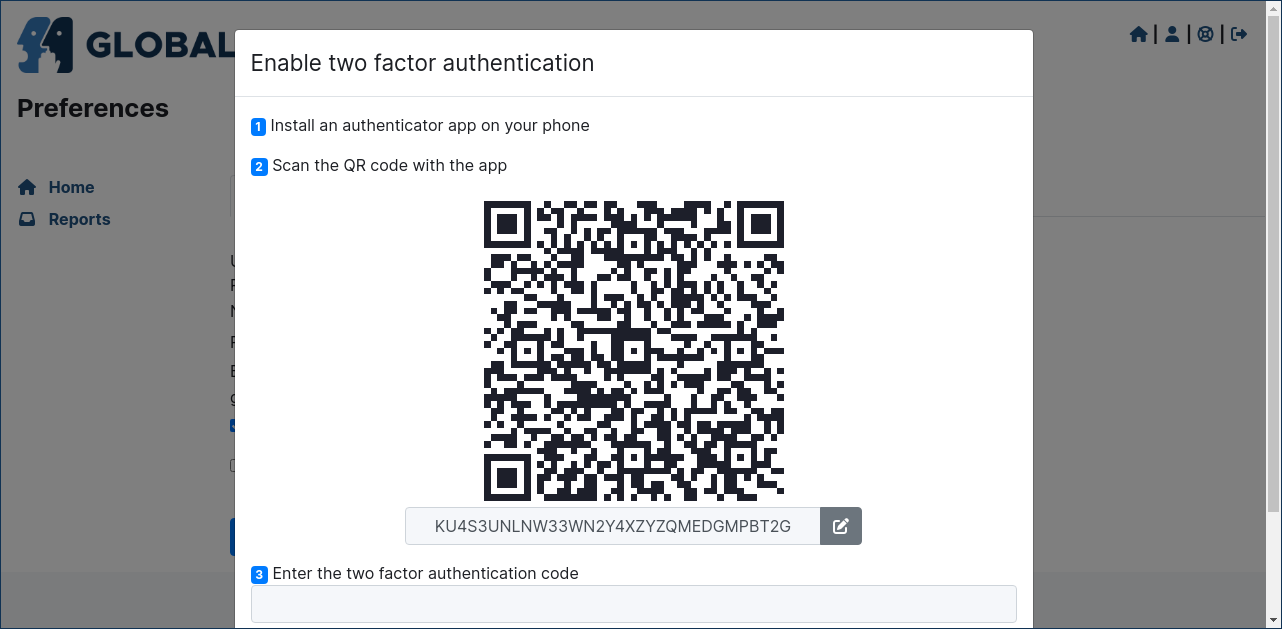 GLOBAL
Enable two factor authentication
Preferences
1 Install an authenticator app on your phone
2 Scan the QR code with the app
Home
Reports
KU4S3UNLNW33WN2Y4XZYZQMEDGMPBT2G
3 Enter the two factor authentication code